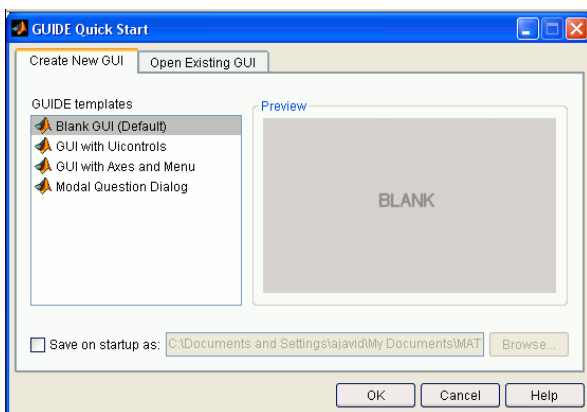 GUIDE Quick Start
Create New GUI
Open Existing GUI
GUIDE templates
Blank GUI (Default)
GUI with Uicontrols
GUI with Axes and Menu
Modal Question Dialog
Preview
BLANK
Save on startup as:
C:\Documents and Settings\ajavid\My Documents\MAT
Browse...
OK
Cancel
Help